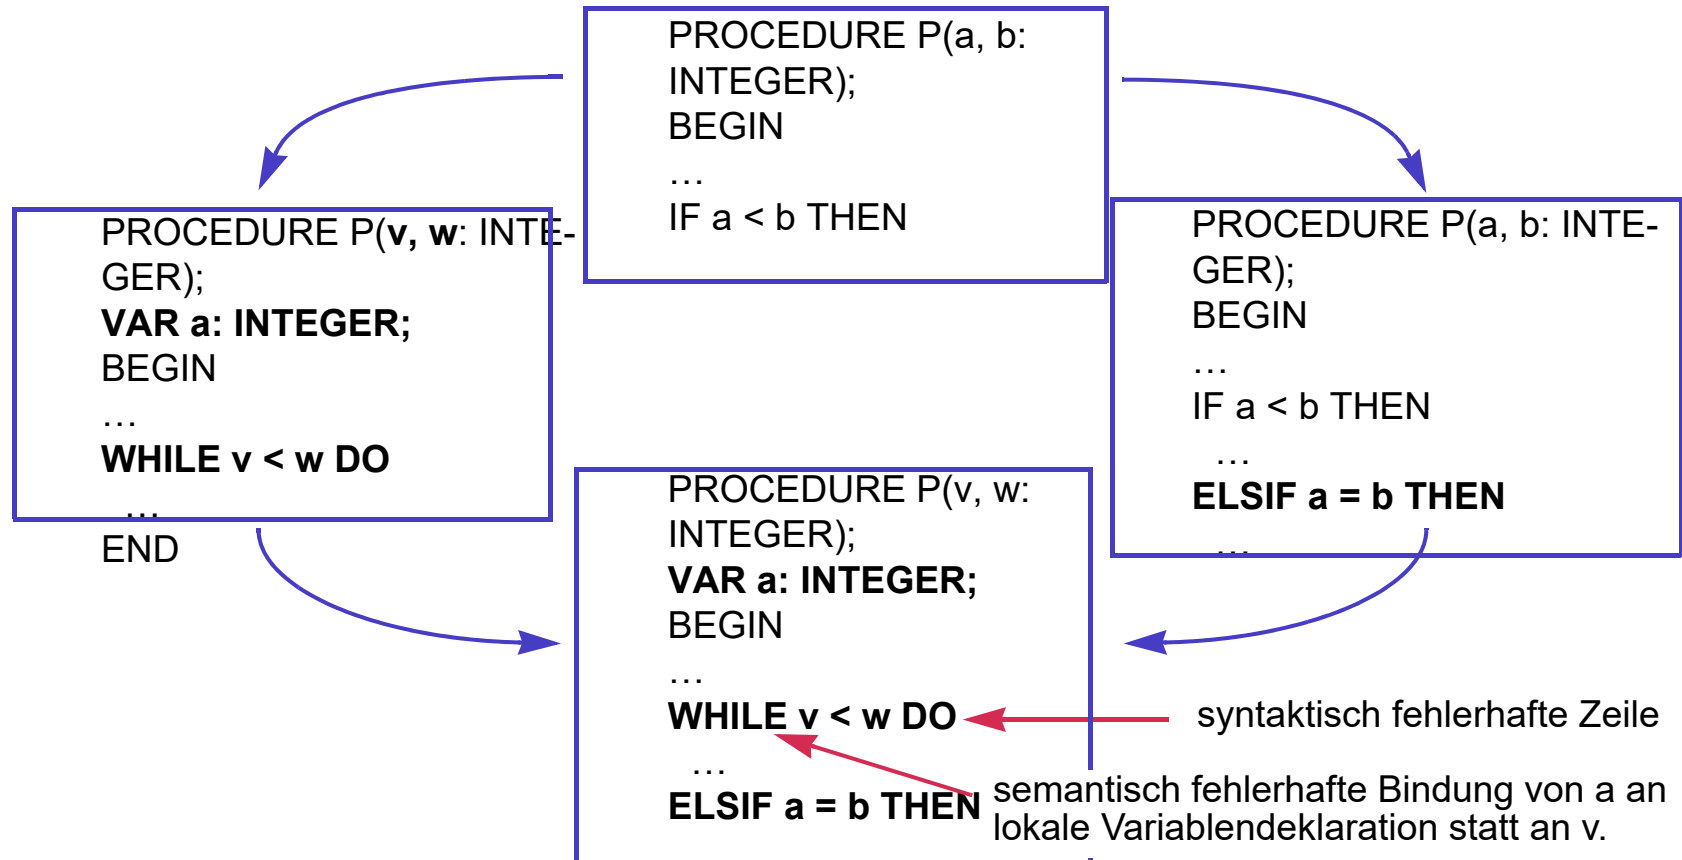 PROCEDURE P(a, b:
INTEGER);
BEGIN
…
IF a < b THEN
PROCEDURE P(v, w: INTE-
GER);
VAR a: INTEGER;
BEGIN
…
WHILE v < w DO
…
END
PROCEDURE P(a, b: INTE-
GER);
BEGIN
…
IF a < b THEN
…
ELSIF a = b THEN
…
PROCEDURE P(v, w:
INTEGER);
VAR a: INTEGER;
BEGIN
…
WHILE v < w DO
…
ELSIF a = b THEN
syntaktisch fehlerhafte Zeile
semantisch fehlerhafte Bindung von a an
lokale Variablendeklaration statt an v.